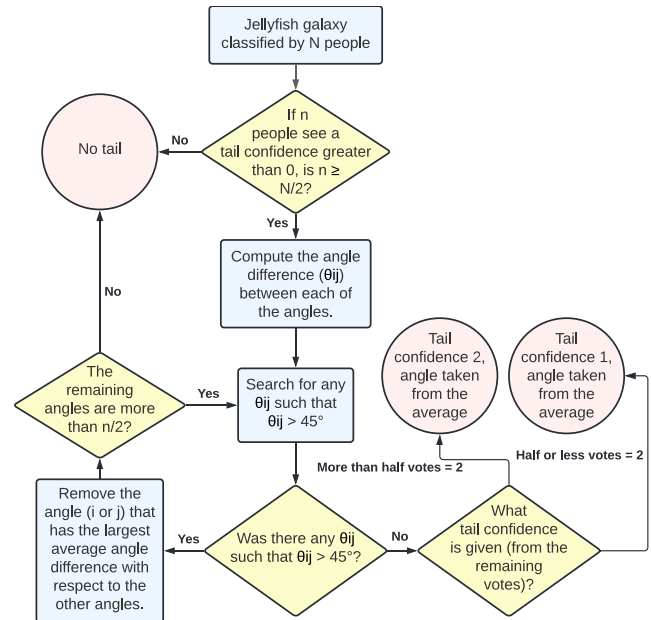 Jellyfish galaxy
classified by N people
If n
people see a
tail confidence greater
than 0, is n ≥
N/2?
No
No tail
Yes
Compute the angle
difference (θij)
between each of
the angles.
No
The
remaining
angles are more
than n/2?
Yes
Search for any
θij such that
θij > 45°
Tail
confidence 2,
angle taken
from the
average
Tail
confidence 1,
angle taken
from the
average
More than half votes = 2
Half or less votes = 2
Remove the
angle (i or j) that
has the largest
average angle
difference with
respect to the
other angles.
Yes
Was there any θij
such that θij > 45°?
No
What
tail confidence
is given (from the
remaining
votes)?